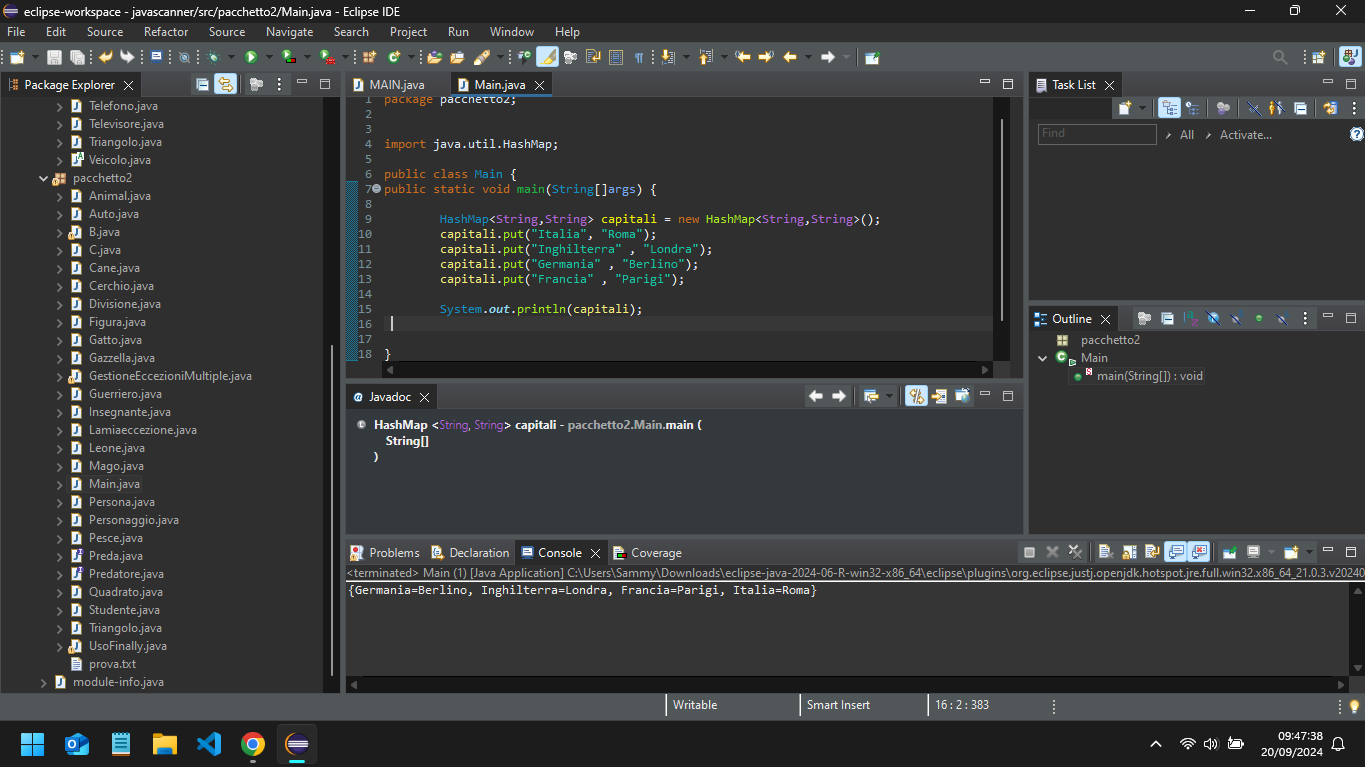 eclipse-workspace - javascanner/src/pacchetto2/Main.java - Eclipse IDE
File Edit Source Refactor Source Navigate Search Project Run Window Help
Package Explorer
Telefono.java
Televisore.java
Triangolo.java
Veicolo.java
pacchetto2
Animal.java
Auto.java
B.java
C.java
Cane.java
Cerchio.java
Divisione.java
Figura.java
Gatto.java
Gazzella.java
GestioneEccezioniMultiple.java
Guerriero.java
Insegnante.java
Lamiaeccezione.java
Leone.java
Mago.java
Main.java
Persona.java
Personaggio.java
Pesce.java
Preda.java
Predatore.java
Quadrato.java
Studente.java
Triangolo.java
UsoFinally.java
prova.txt
module-info.java
MAIN.java Main.java
1 package pacchetto2;
2
3
4 import java.util.HashMap;
5
6 public class Main {
7 public static void main(String[]args) {
8
9 HashMap<String,String> capitali = new HashMap<String,String>();
10 capitali.put("Italia", "Roma");
11 capitali.put("Inghilterra" , "Londra");
12 capitali.put("Germania" , "Berlino");
13 capitali.put("Francia" , "Parigi");
14
15 System.out.println(capitali);
16
17
18 }
Javadoc
HashMap <String, String> capitali - pacchetto2.Main.main (
String[]
)
Task List
Find All Activate...
Outline
pacchetto2
Main
main(String[]) : void
Problems Declaration Console Coverage
<terminated> Main (1) [Java Application] C:\Users\Sammy\Downloads\eclipse-java-2024-06-R-win32-x86_64\eclipse\plugins\org.eclipse.justj.openjdk.hotspot.jre.full.win32.x86_64_21.0.3.v20240
{Germania=Berlino, Inghilterra=Londra, Francia=Parigi, Italia=Roma}
Writable Smart Insert 16 : 2 : 383
09:47:38
20/09/2024